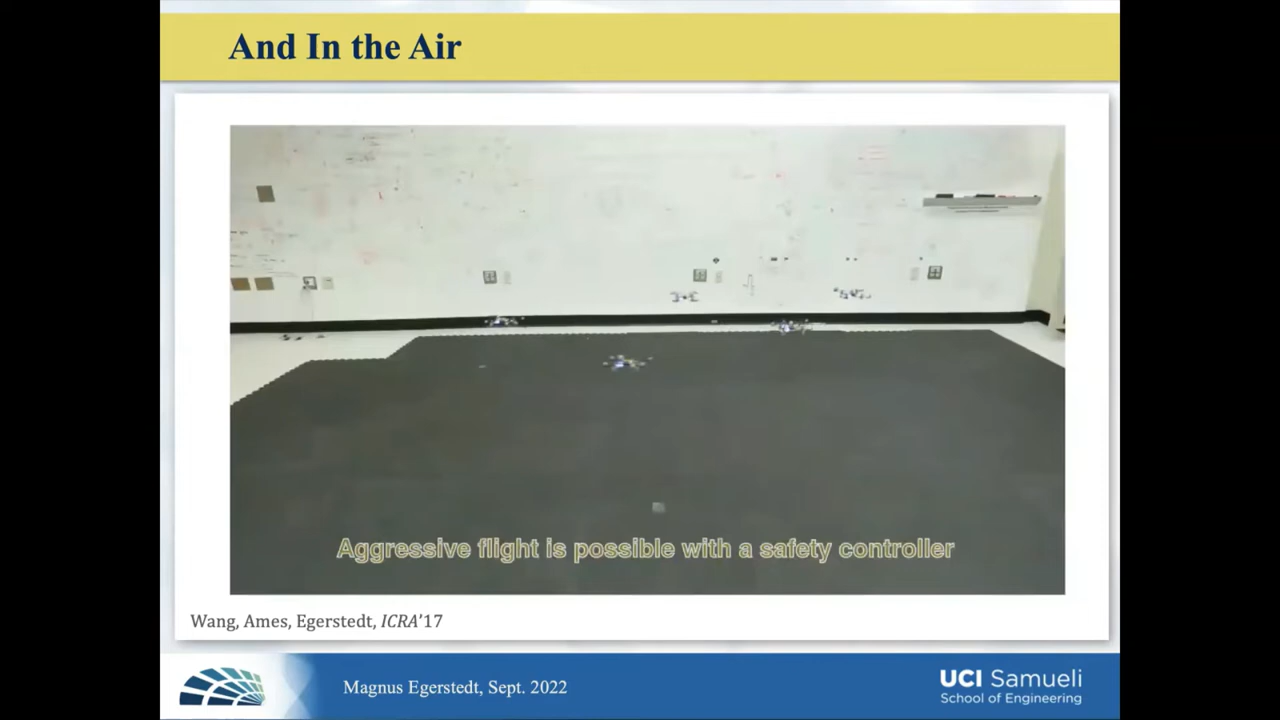 And In the Air
Aggressive flight is possible with a safety controller
Wang, Ames, Egerstedt, ICRA'17
Magnus Egerstedt, Sept. 2022
UCI Samueli
School of Engineering